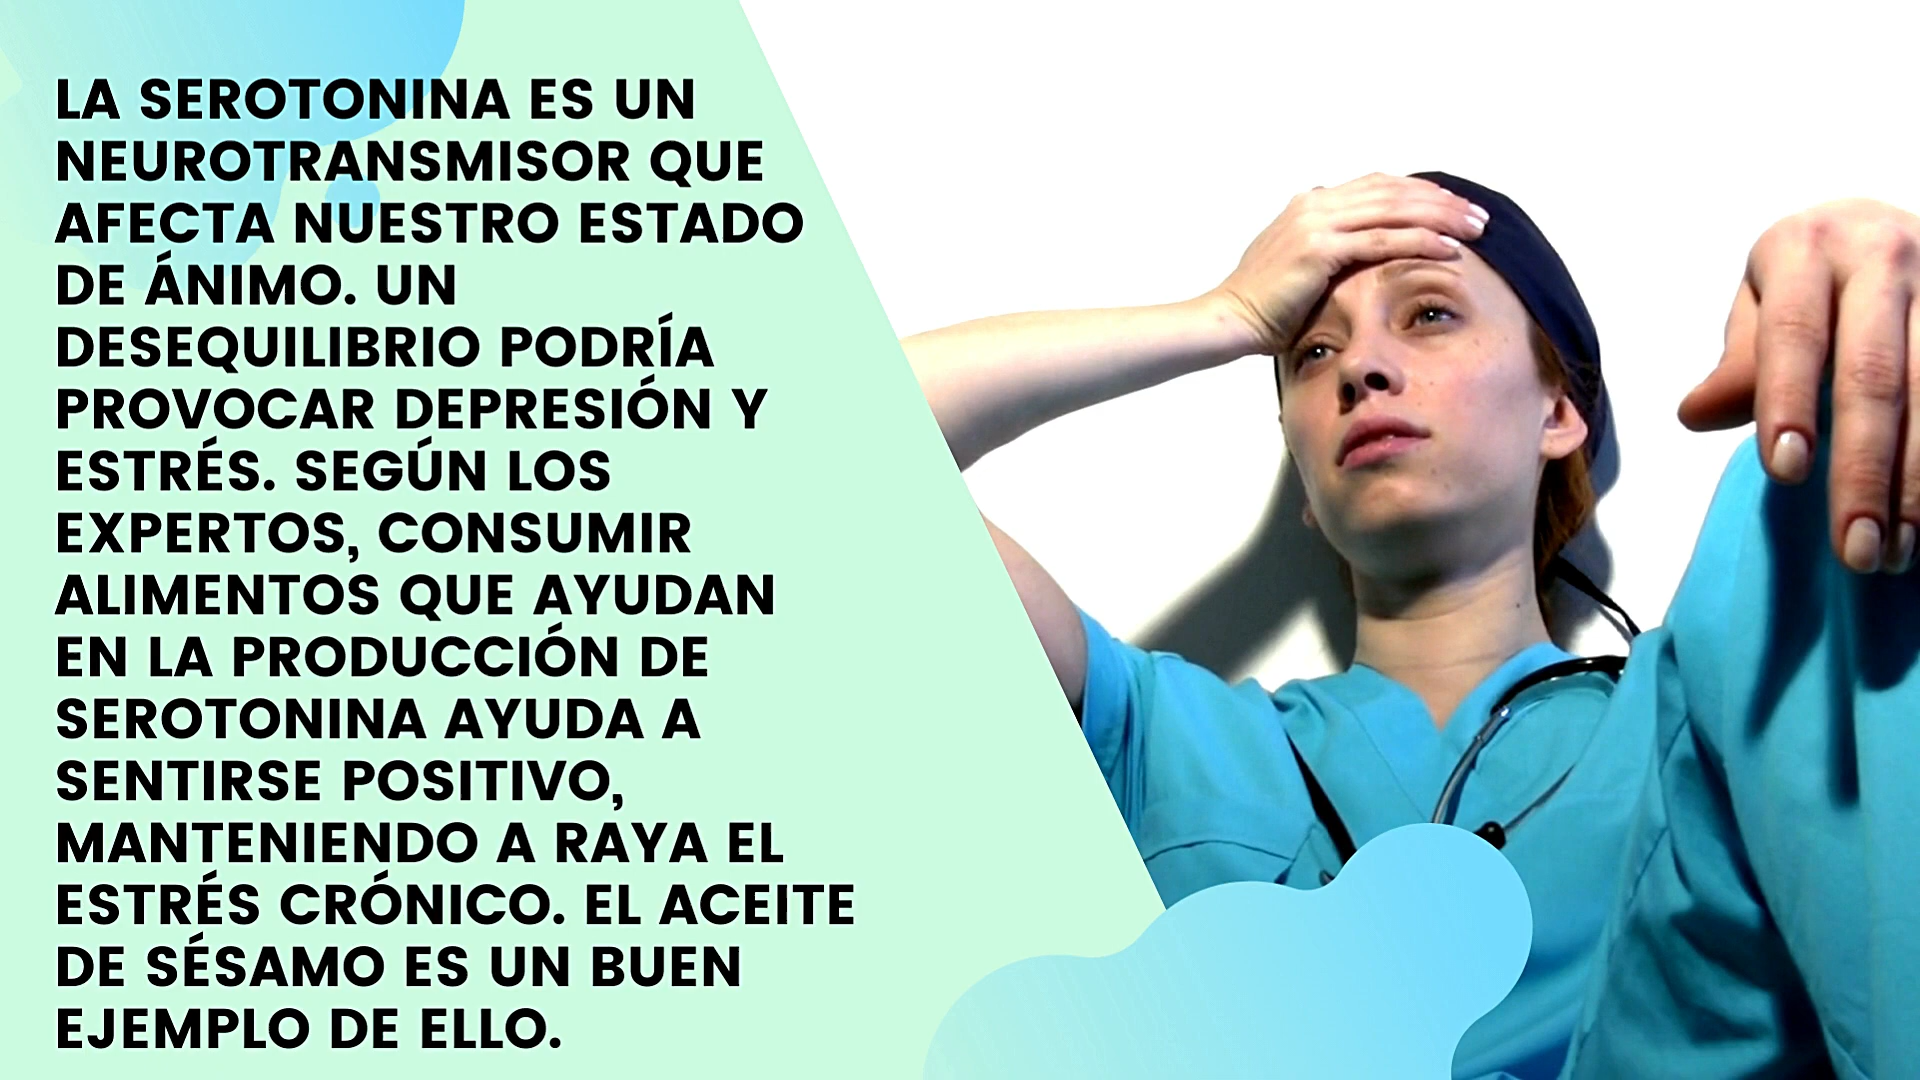 LA SEROTONINA ES UN
NEUROTRANSMISOR QUE
AFECTA NUESTRO ESTADO
DE ÁNIMO. UN
DESEQUILIBRIO PODRÍA
PROVOCAR DEPRESIÓN Y
ESTRÉS. SEGÚN LOS
EXPERTOS, CONSUMIR
ALIMENTOS QUE AYUDAN
EN LA PRODUCCIÓN DE
SEROTONINA AYUDA A
SENTIRSE POSITIVO,
MANTENIENDO A RAYA EL
ESTRÉS CRÓNICO. EL ACEITE
DE SÉSAMO ES UN BUEN
EJEMPLO DE ELLO.